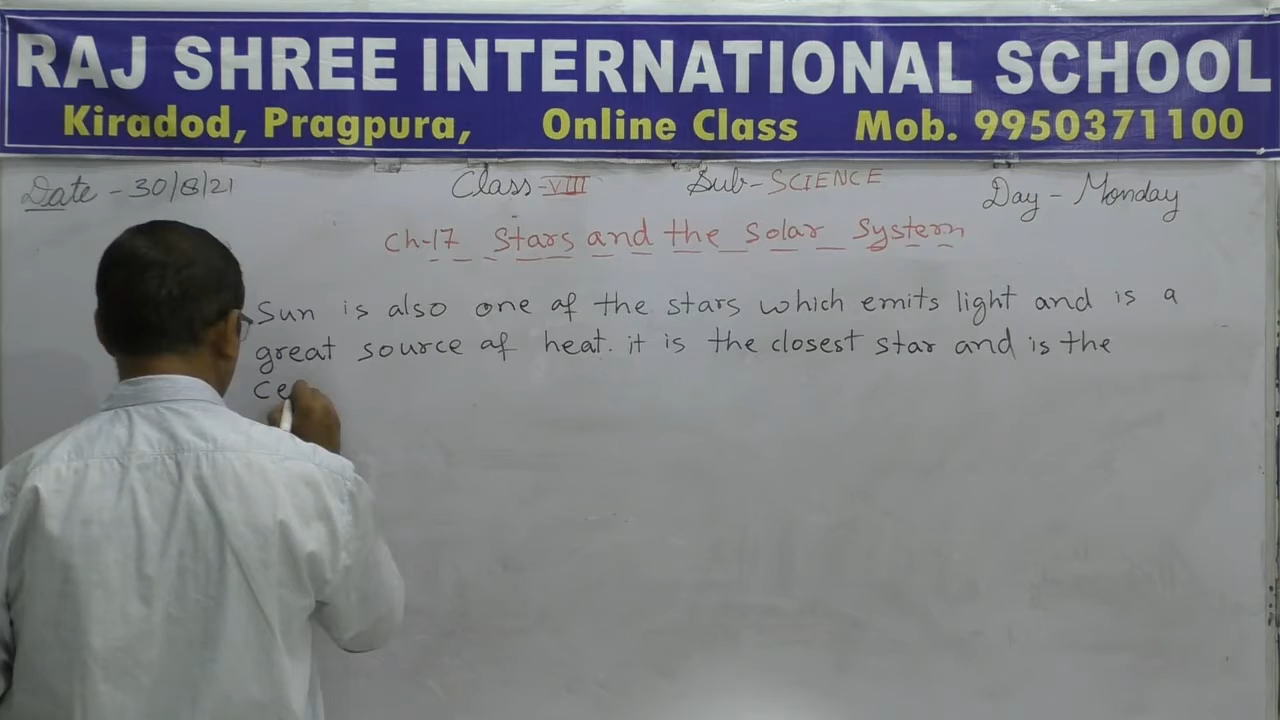 RAJ SHREE INTERNATIONAL SCHOOL
Kiradod, Pragpura, Online Class Mob. 9950371100
Date - 30/8/21 Class-VIII Sub-SCIENCE Day - Monday
Ch-17 Stars and the Solar System
Sun is also one of the stars which emits light and is a
great source of heat. it is the closest star and is the
ce